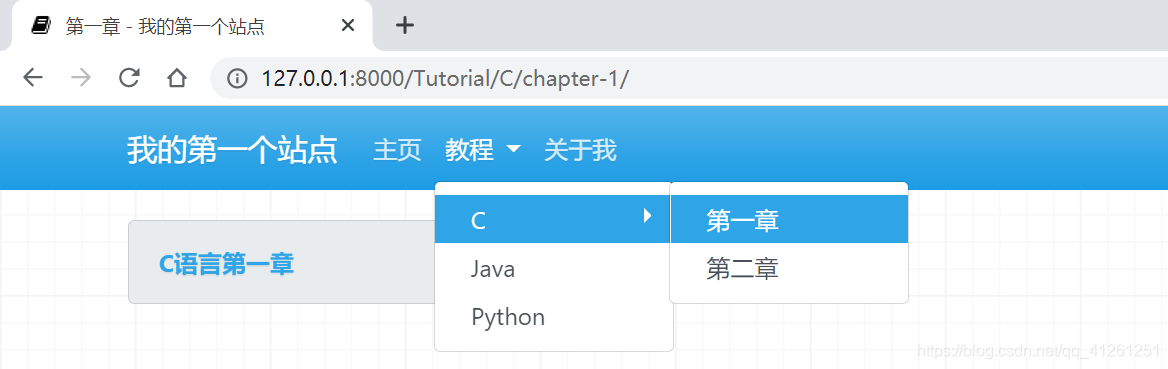 第一章 - 我的第一个站点
127.0.0.1:8000/Tutorial/C/chapter-1/
我的第一个站点 主页 教程 关于我
C 第一章
C语言第一章
Java 第二章
Python
https://blog.csdn.net/qq_41261251